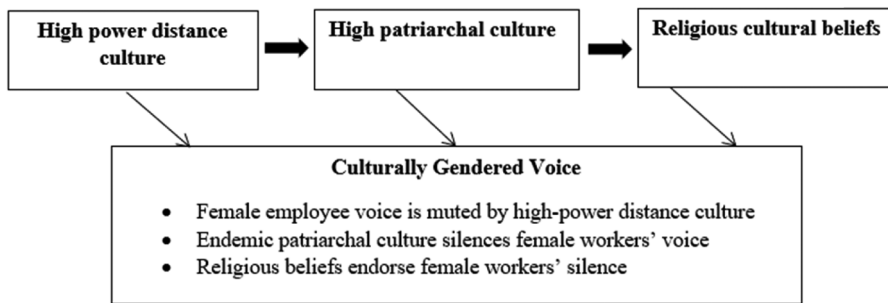 High power distance
culture
High patriarchal culture
Religious cultural beliefs
Culturally Gendered Voice
• Female employee voice is muted by high-power distance culture
• Endemic patriarchal culture silences female workers’ voice
• Religious beliefs endorse female workers’ silence